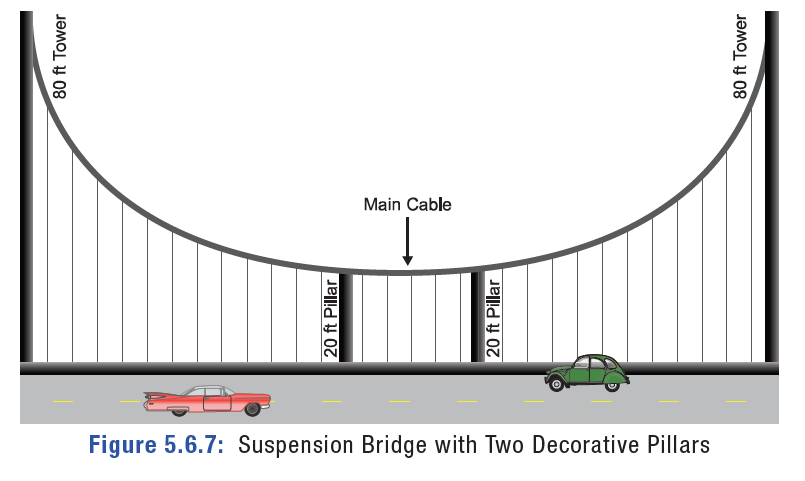 80 ft Tower
80 ft Tower
Main Cable
20 ft Pillar
20 ft Pillar
Figure 5.6.7: Suspension Bridge with Two Decorative Pillars